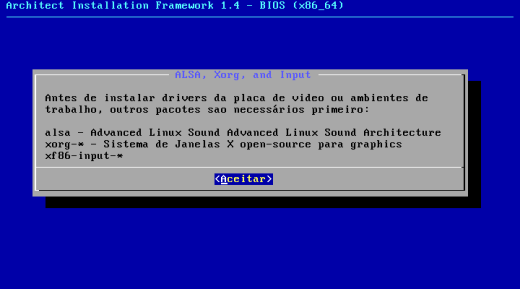 Architect Installation Framework 1.4 - BIOS (x86_64)
ALSA, Xorg, and Input
Antes de instalar drivers da placa de video ou ambientes de
trabalho, outros pacotes sao necessários primeiro:
alsa - Advanced Linux Sound Advanced Linux Sound Architecture
xorg-* - Sistema de Janelas X open-source para graphics
xf86-input-*
<Aceitar>